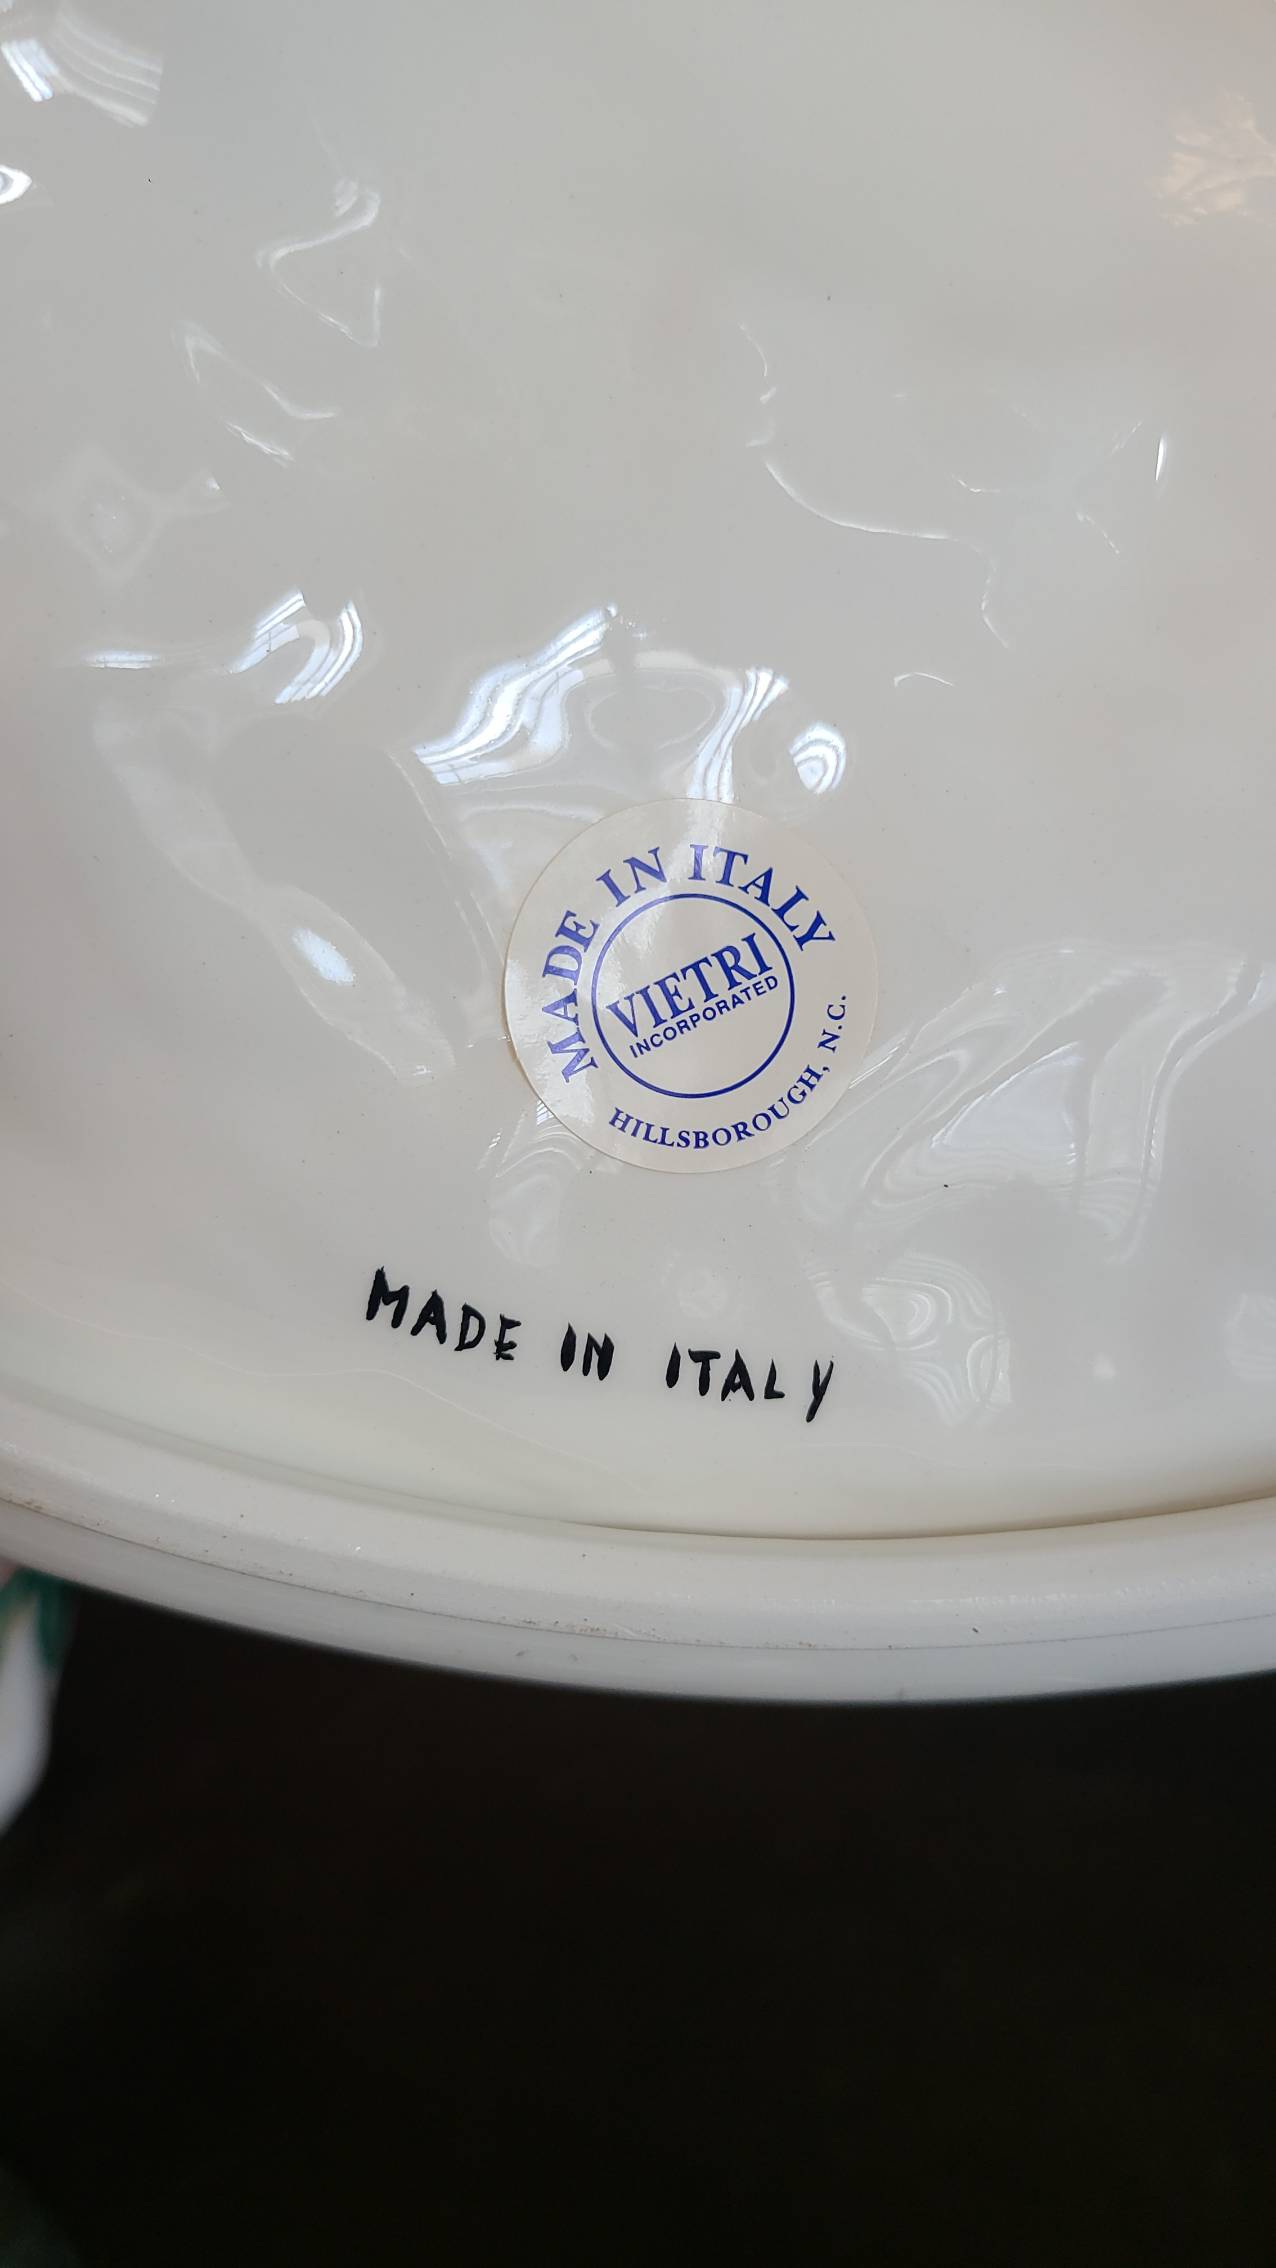 MADE IN ITALY
VIETRI
INCORPORATED
HILLSBOROUGH, N.C.
MADE IN ITALY